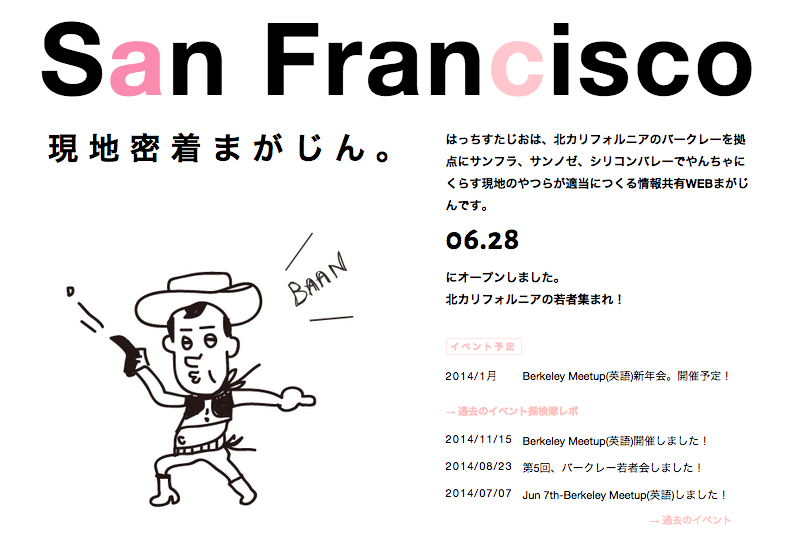 San Francisco
現地密着まがじん。
はっちすたじおは、北カリフォルニアのバークレーを拠
点にサンフラ、サンノゼ、シリコンバレーでやんちゃに
くらす現地のやつらが適当につくる情報共有WEBまがじ
んです。
06.28
にオープンしました。
北カリフォルニアの若者集まれ！
BAAN
イベント予定
2014/1月 Berkeley Meetup(英語)新年会。開催予定！
→ 過去のイベント探検隊レポ
2014/11/15 Berkeley Meetup(英語)開催しました！
2014/08/23 第5回、バークレー若者会しました！
2014/07/07 Jun 7th-Berkeley Meetup(英語)しました！
→ 過去のイベント